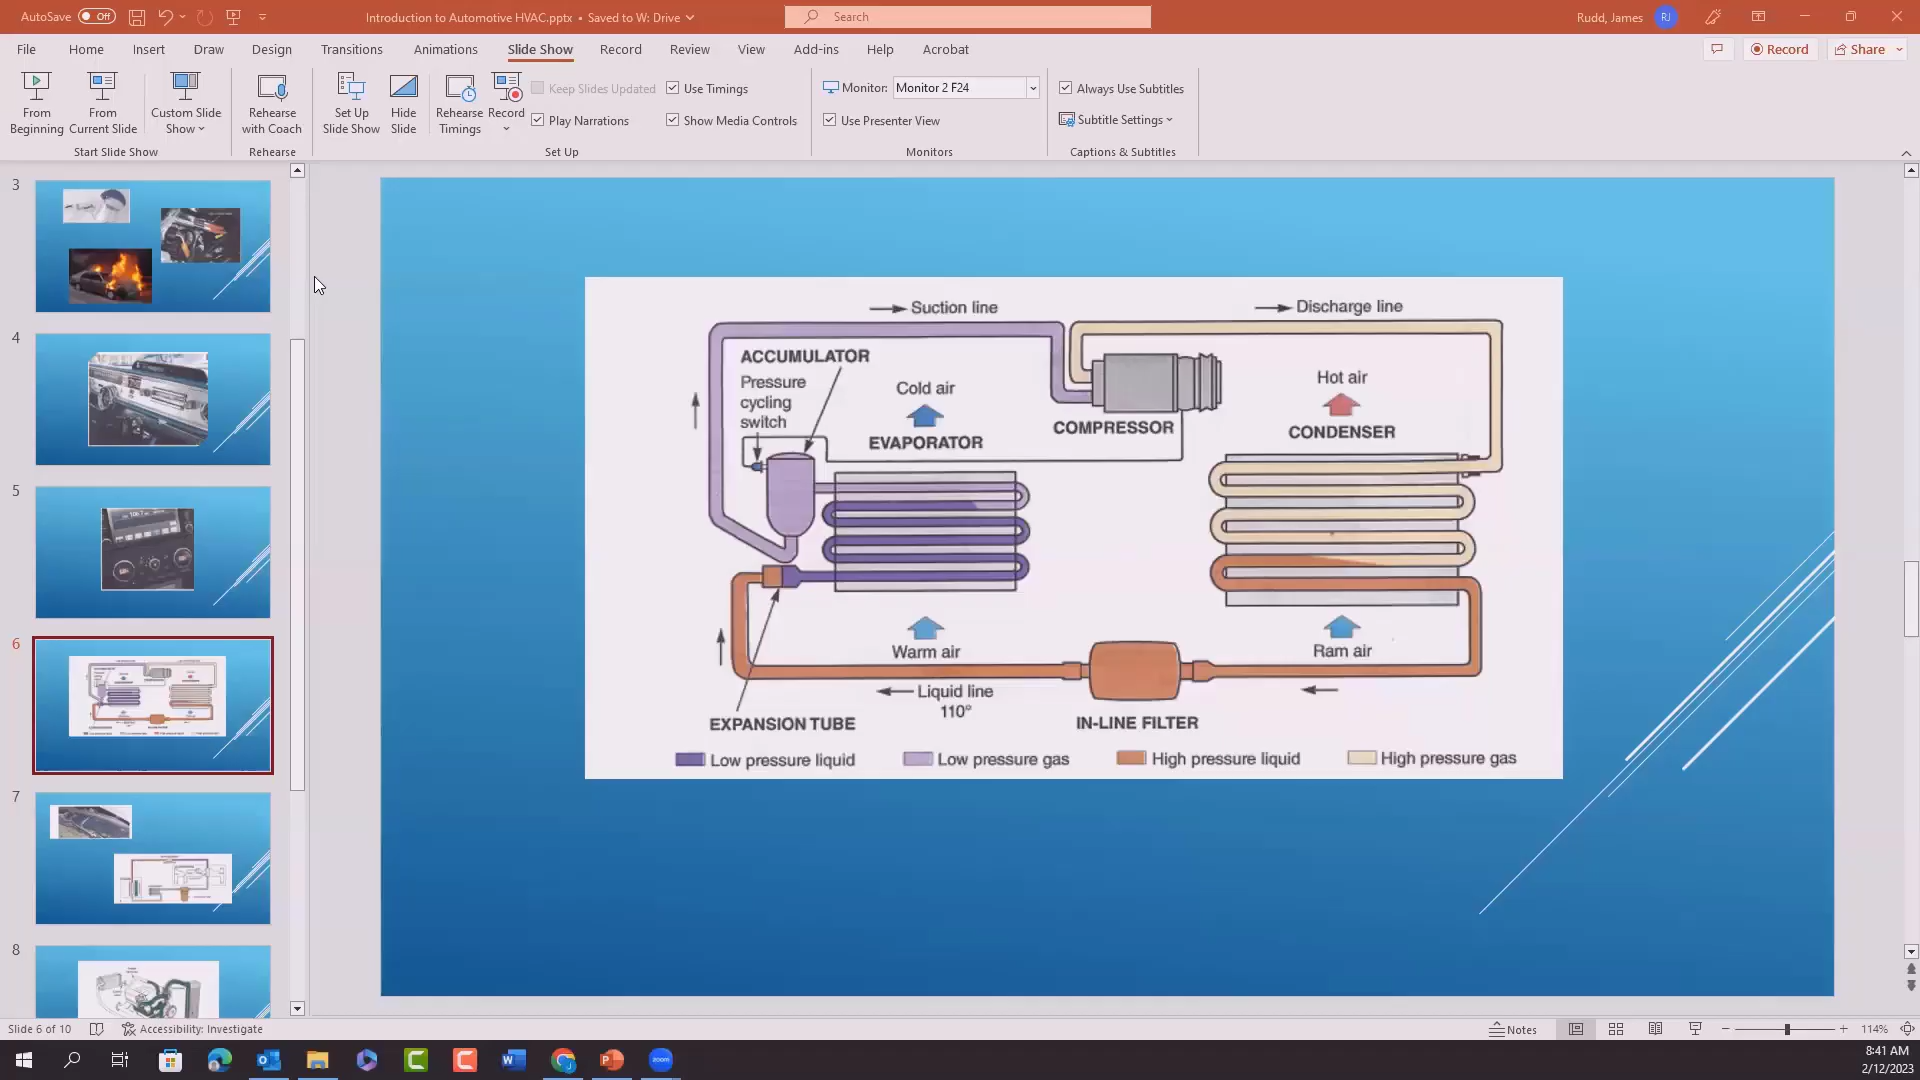 AutoSave Off
Introduction to Automotive HVAC.pptx • Saved to W: Drive
Search
Rudd, James
RJ
File Home Insert Draw Design Transitions Animations Slide Show Record Review View Add-ins Help Acrobat
Record
Share
From Beginning
From Current Slide
Custom Slide Show
Start Slide Show
Rehearse with Coach
Rehearse
Set Up Slide Show
Hide Slide
Rehearse Timings
Record
Keep Slides Updated
Use Timings
Play Narrations
Show Media Controls
Set Up
Monitor: Monitor 2 F24
Use Presenter View
Monitors
Always Use Subtitles
Subtitle Settings
Captions & Subtitles
3
4
5
6
7
8
Suction line
Discharge line
ACCUMULATOR
Pressure
cycling
switch
Cold air
EVAPORATOR
COMPRESSOR
Hot air
CONDENSER
Warm air
Ram air
Liquid line
110°
EXPANSION TUBE
IN-LINE FILTER
Low pressure liquid
Low pressure gas
High pressure liquid
High pressure gas
Slide 6 of 10
Accessibility: Investigate
Notes
114%
8:41 AM
2/12/2023